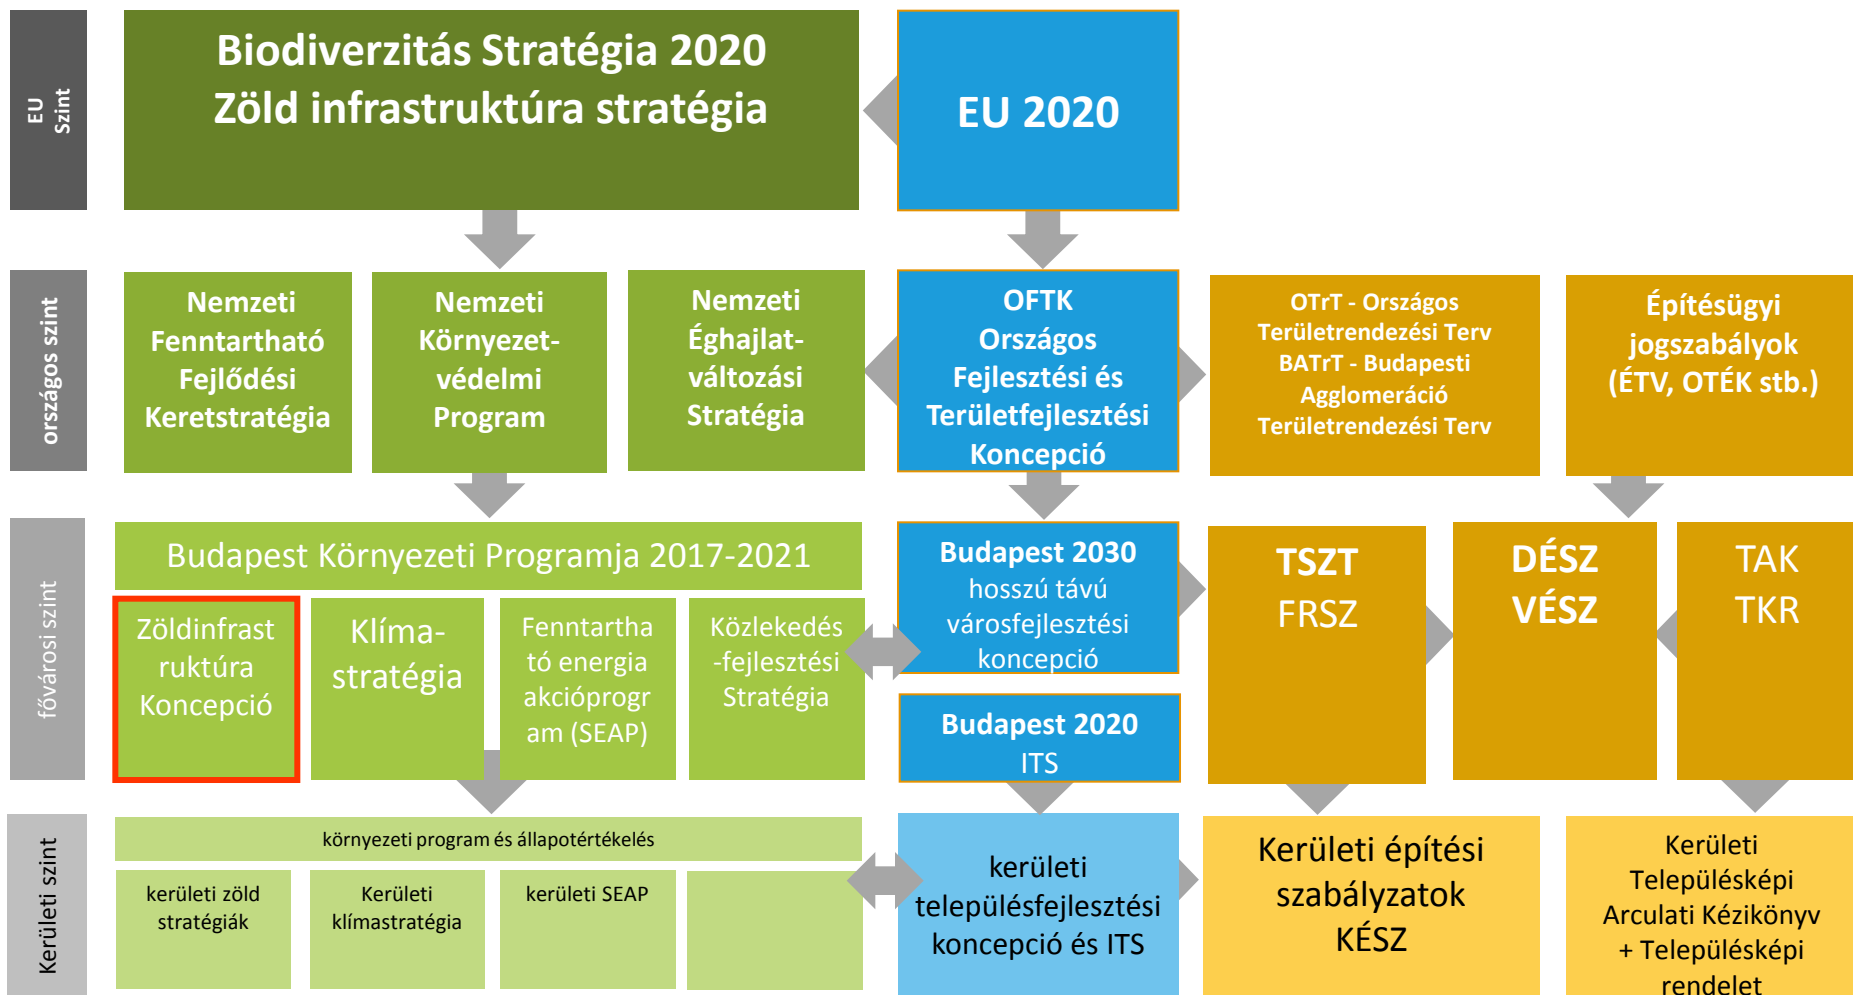 EU
Szint
Biodiverzitás Stratégia 2020
Zöld infrastruktúra stratégia
EU 2020
országos szint
Nemzeti
Fenntartható
Fejlődési
Keretstratégia
Nemzeti
Környezet-
védelmi
Program
Nemzeti
Éghajlat-
változási
Stratégia
OFTK
Országos
Fejlesztési és
Területfejlesztési
Koncepció
OTrT - Országos
Területrendezési Terv
BATrT - Budapesti
Agglomeráció
Területrendezési Terv
Építésügyi
jogszabályok
(ÉTV, OTÉK stb.)
fővárosi szint
Budapest Környezeti Programja 2017-2021
Zöldinfrast
ruktúra
Koncepció
Klíma-
stratégia
Fenntartha
tó energia
akcióprogr
am (SEAP)
Közlekedés
-fejlesztési
Stratégia
Budapest 2030
hosszú távú
városfejlesztési
koncepció
Budapest 2020
ITS
TSZT
FRSZ
DÉSZ
VÉSZ
TAK
TKR
Kerületi szint
környezeti program és állapotértékelés
kerületi zöld
stratégiák
Kerületi
klímastratégia
kerületi SEAP
kerületi
településfejlesztési
koncepció és ITS
Kerületi építési
szabályzatok
KÉSZ
Kerületi
Településképi
Arculati Kézikönyv
+ Településképi
rendelet